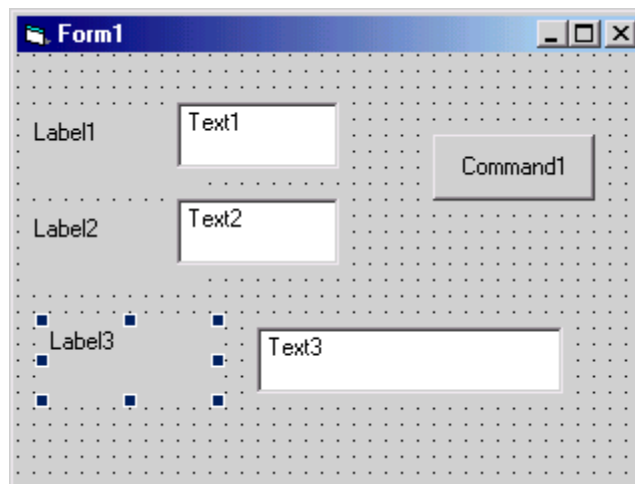 Form1
Label1
Text1
Command1
Label2
Text2
Label3
Text3